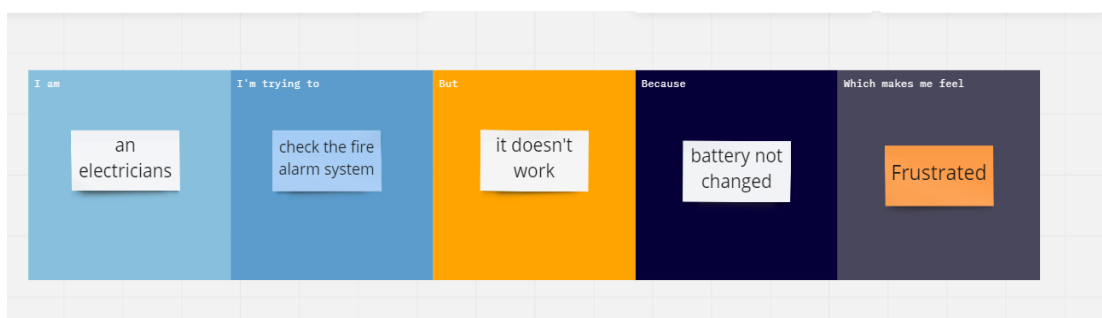 I am
an
electricians
I'm trying to
check the fire
alarm system
But
it doesn't
work
Because
battery not
changed
Which makes me feel
Frustrated